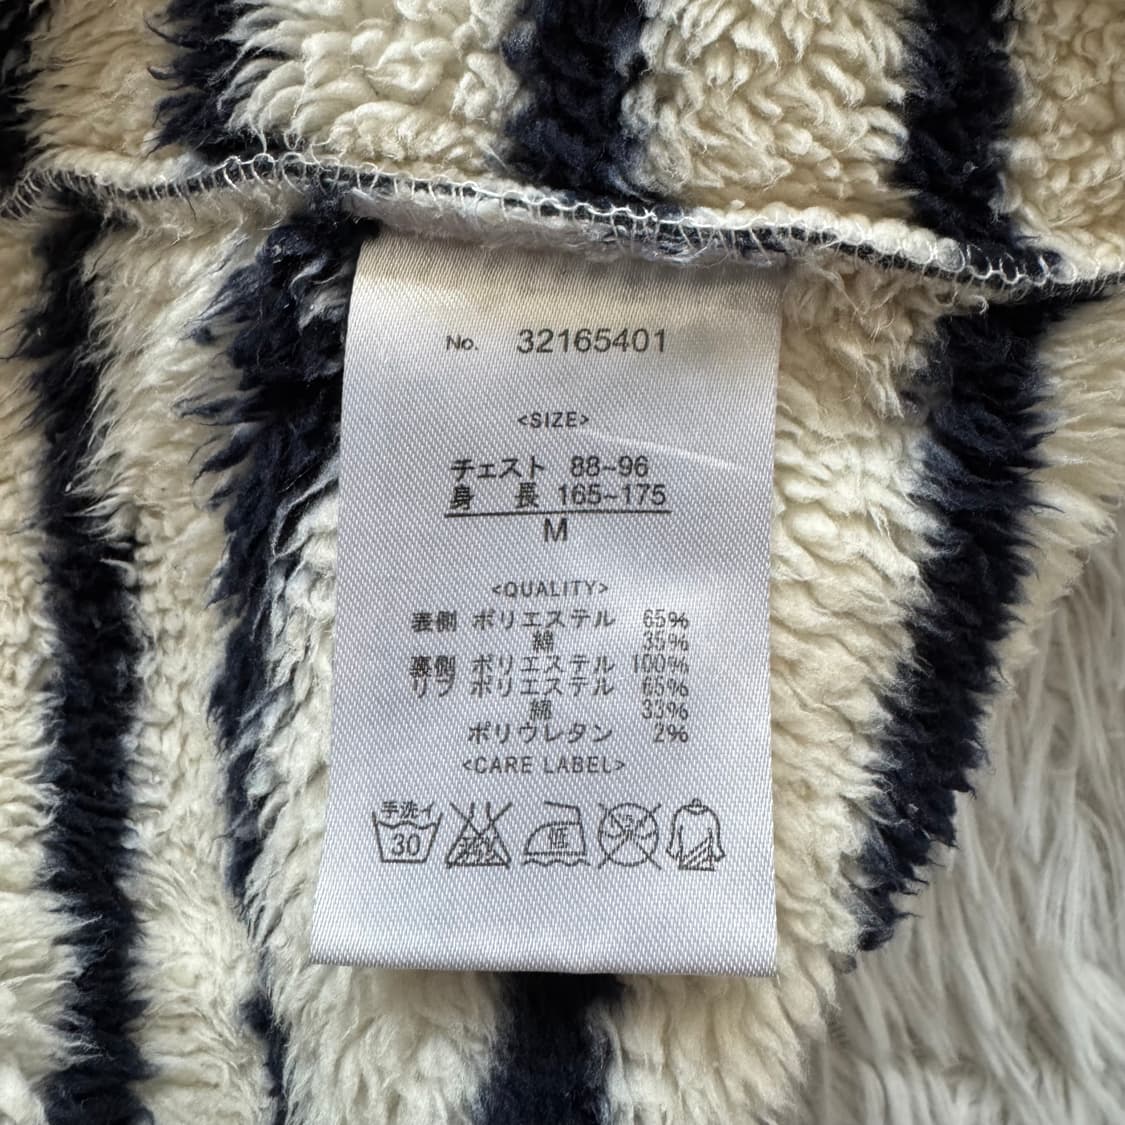 No. 32165401
<SIZE>
チェスト 88~96
身 長 165~175
M
<QUALITY>
表側 ポリエステル 65%
綿 35%
裏側 ポリエステル 100%
リブ ポリエステル 65%
綿 33%
ポリウレタン 2%
<CARE LABEL>
手洗イ
30